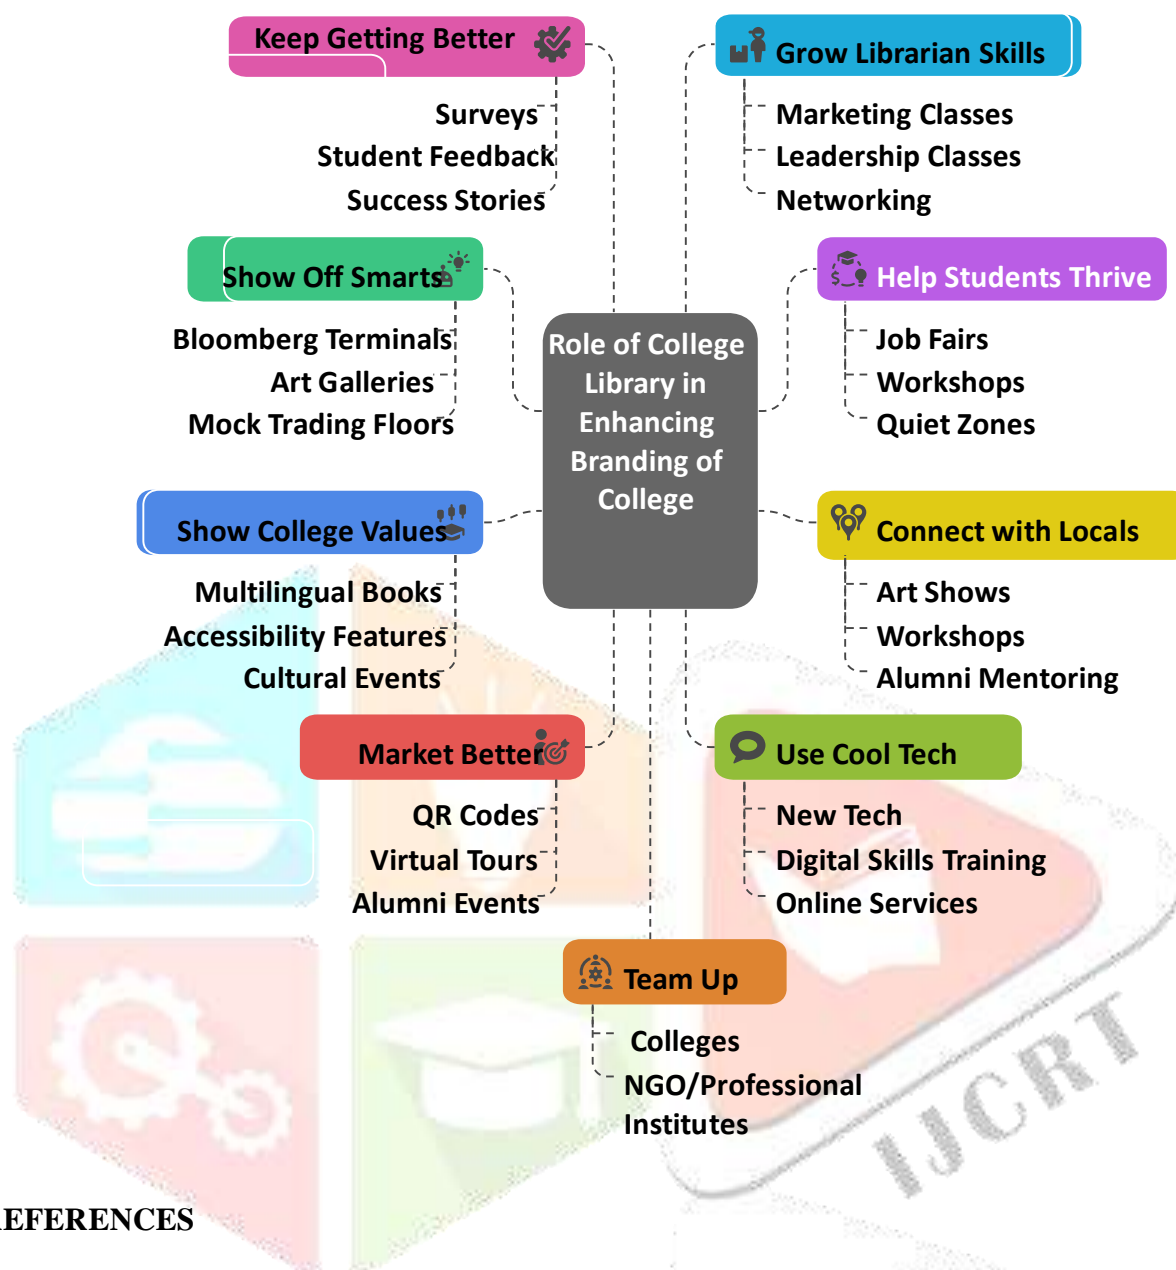 Keep Getting Better
Surveys
Student Feedback
Success Stories
Grow Librarian Skills
Marketing Classes
Leadership Classes
Networking
Show Off Smarts
Bloomberg Terminals
Art Galleries
Mock Trading Floors
Help Students Thrive
Job Fairs
Workshops
Quiet Zones
Role of College
Library in
Enhancing
Branding of
College
Show College Values
Multilingual Books
Accessibility Features
Cultural Events
Connect with Locals
Art Shows
Workshops
Alumni Mentoring
Market Better
QR Codes
Virtual Tours
Alumni Events
Use Cool Tech
New Tech
Digital Skills Training
Online Services
Team Up
Colleges
NGO/Professional
Institutes
IJCRT
EFERENCES